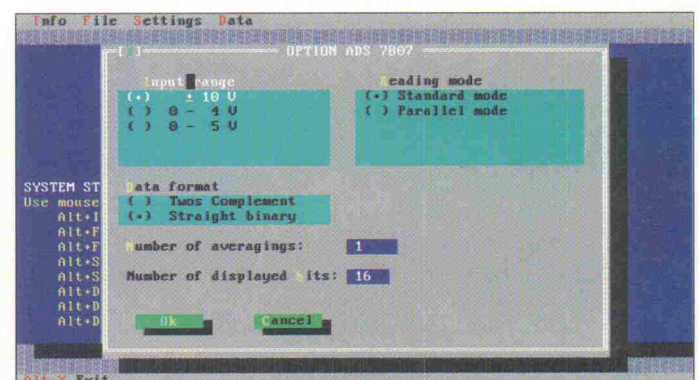 Info File Settings Data
OPTION ADS 7807
Input range
(•) ± 10 V
( ) 0 - 4 V
( ) 0 - 5 V
Reading mode
(•) Standard mode
( ) Parallel mode
Data format
( ) Twos Complement
(•) Straight binary
Number of averagings: 1
Number of displayed bits: 16
Ok Cancel
SYSTEM ST
Use mouse
Alt+I
Alt+F
Alt+F
Alt+S
Alt+S
Alt+D
Alt+D
Alt+D
Alt-X Exit